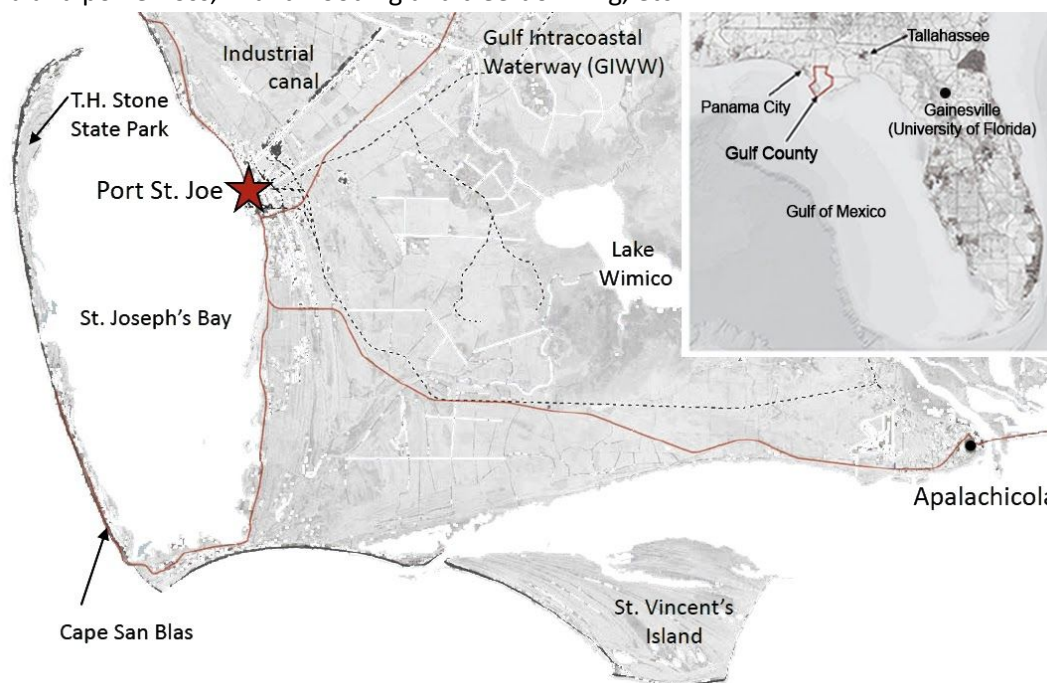 Industrial
canal
Gulf Intracoastal
Waterway (GIWW)
T.H. Stone
State Park
Port St. Joe
St. Joseph's Bay
Lake
Wimico
Cape San Blas
St. Vincent's
Island
Apalachicola
Tallahassee
Panama City
Gainesville
(University of Florida)
Gulf County
Gulf of Mexico